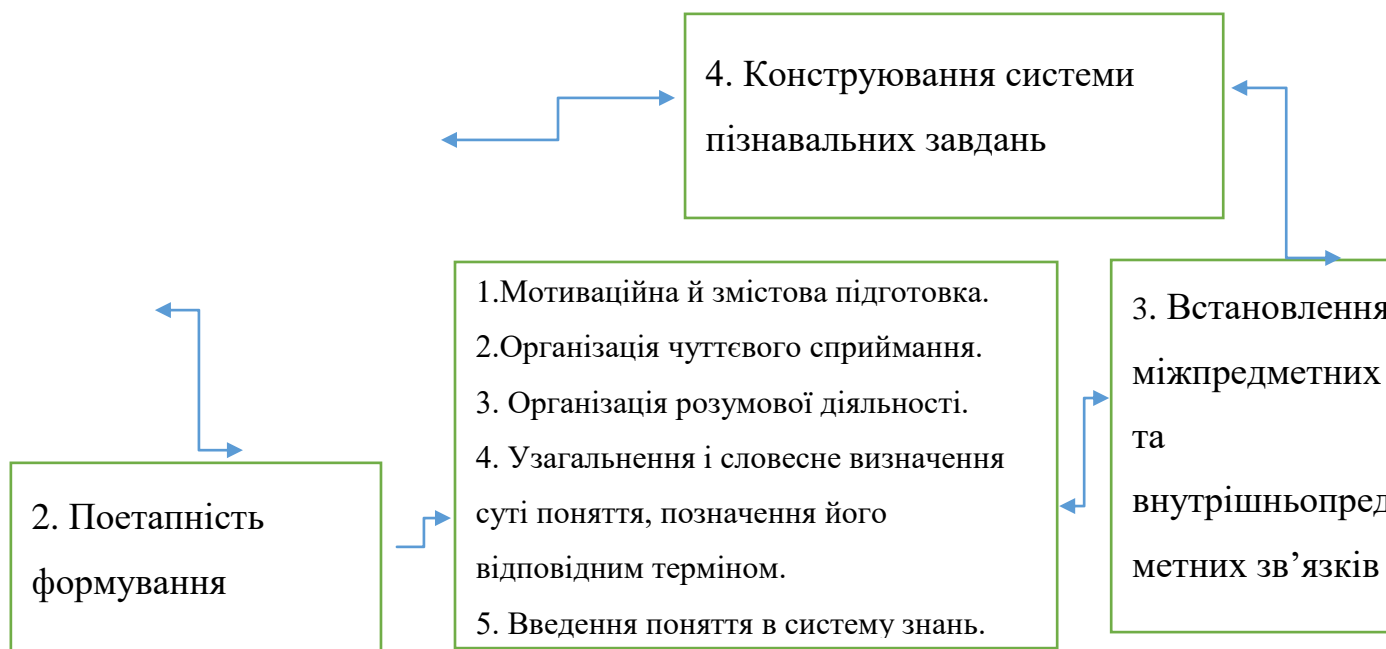 4. Конструювання системи
пізнавальних завдань
1.Мотиваційна й змістова підготовка.
2.Організація чуттєвого сприймання.
3. Організація розумової діяльності.
4. Узагальнення і словесне визначення
суті поняття, позначення його
відповідним терміном.
5. Введення поняття в систему знань.
3. Встановлення
міжпредметних
та
внутрішньопред
метних зв’язків
2. Поетапність
формування